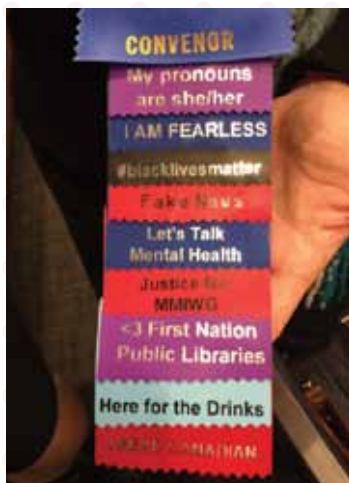 CONVENOR
My pronouns
are she/her
I AM FEARLESS
#blacklivesmatter
Fake News
Let's Talk
Mental Health
Justice for
MMIWG
<3 First Nation
Public Libraries
Here for the Drinks
CANADIAN